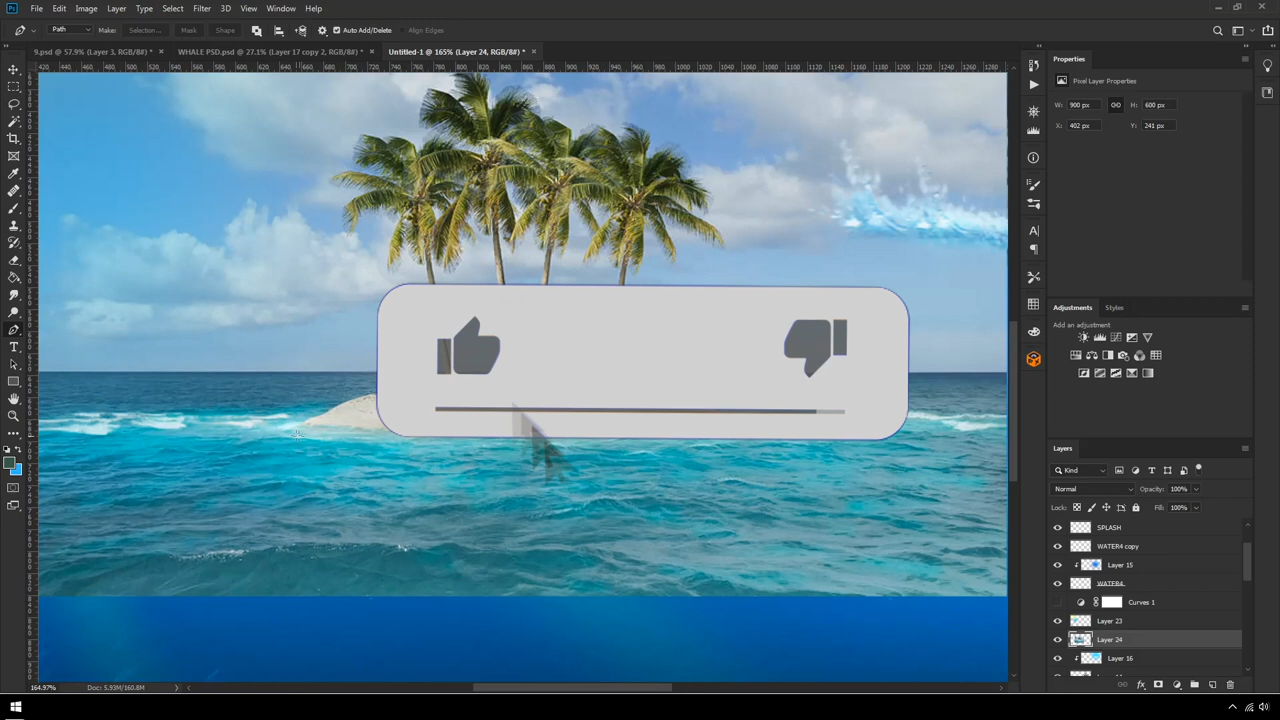 Ps File Edit Image Layer Type Select Filter 3D View Window Help
Path Make: Selection... Mask Shape Auto Add/Delete Align Edges
9.psd @ 57.9% (Layer 3, RGB/8#) * × WHALE PSD.psd @ 27.1% (Layer 17 copy 2, RGB/8#) * × Untitled-1 @ 165% (Layer 24, RGB/8#) * ×
Properties
Pixel Layer Properties
W: 900 px H: 600 px
X: 402 px Y: 241 px
Adjustments Styles
Add an adjustment
Layers
Kind
Normal Opacity: 100%
Lock: Fill: 100%
SPLASH
WATER4 copy
Layer 15
WATER4
Curves 1
Layer 23
Layer 24
Layer 16
164.97% Doc: 5.93M/160.8M